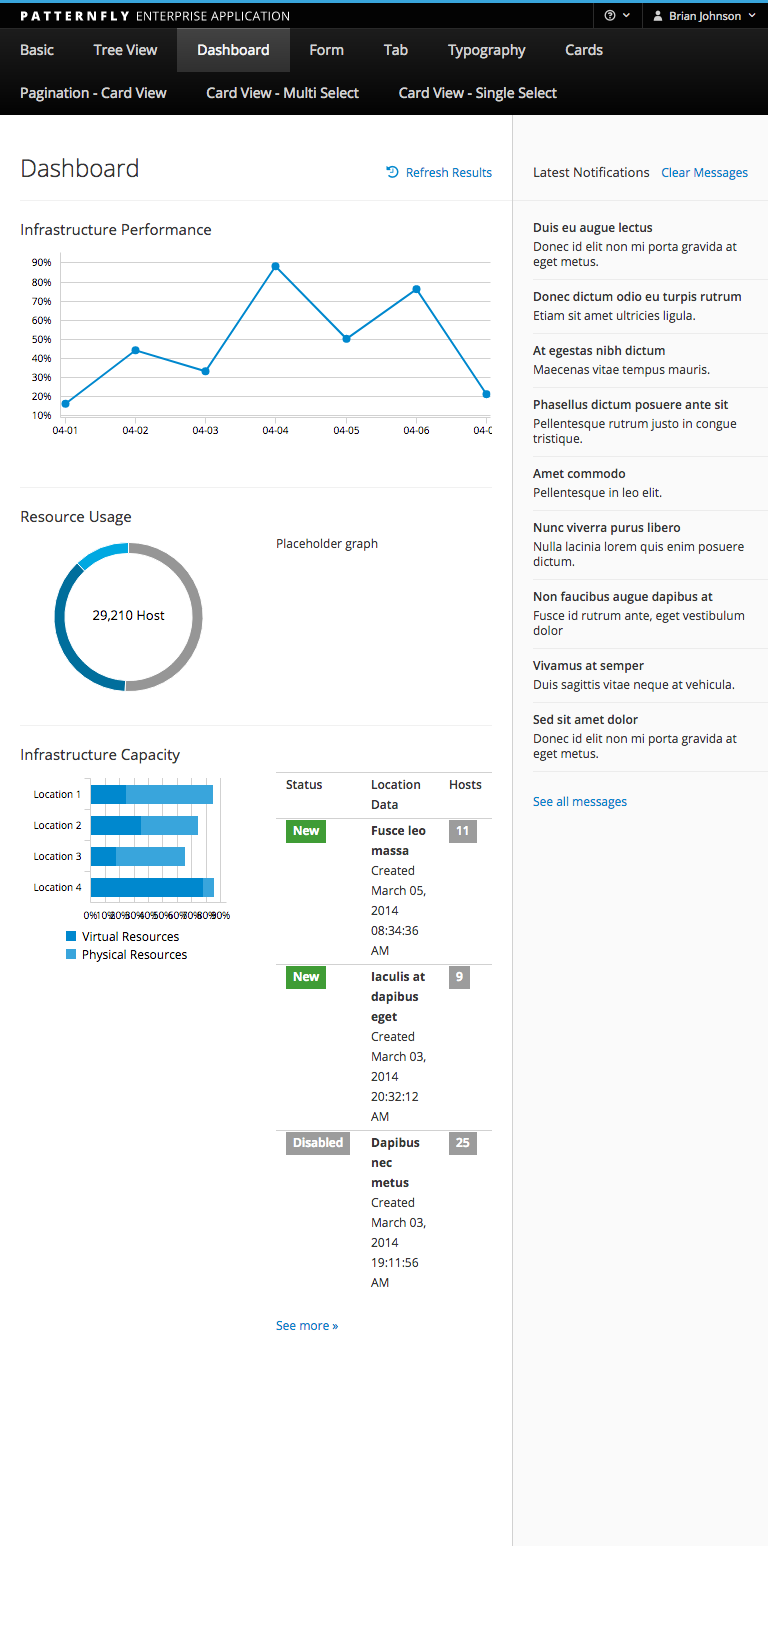 PATTERNFLY ENTERPRISE APPLICATION
Brian Johnson
Basic Tree View Dashboard Form Tab Typography Cards
Pagination - Card View Card View - Multi Select Card View - Single Select
Dashboard
Refresh Results
Infrastructure Performance
90%
80%
70%
60%
50%
40%
30%
20%
10%
04-01 04-02 04-03 04-04 04-05 04-06 04-0
Resource Usage
29,210 Host
Placeholder graph
Infrastructure Capacity
Location 1
Location 2
Location 3
Location 4
0% 10% 20% 30% 40% 50% 60% 70% 80% 90%
Virtual Resources
Physical Resources
Status Location Hosts
Data
New Fusce leo 11
massa
Created
March 05,
2014
08:34:36
AM
New Iaculis at 9
dapibus
eget
Created
March 03,
2014
20:32:12
AM
Disabled Dapibus 25
nec
metus
Created
March 03,
2014
19:11:56
AM
See more »
Latest Notifications Clear Messages
Duis eu augue lectus
Donec id elit non mi porta gravida at
eget metus.
Donec dictum odio eu turpis rutrum
Etiam sit amet ultricies ligula.
At egestas nibh dictum
Maecenas vitae tempus mauris.
Phasellus dictum posuere ante sit
Pellentesque rutrum justo in congue
tristique.
Amet commodo
Pellentesque in leo elit.
Nunc viverra purus libero
Nulla lacinia lorem quis enim posuere
dictum.
Non faucibus augue dapibus at
Fusce id rutrum ante, eget vestibulum
dolor
Vivamus at semper
Duis sagittis vitae neque at vehicula.
Sed sit amet dolor
Donec id elit non mi porta gravida at
eget metus.
See all messages